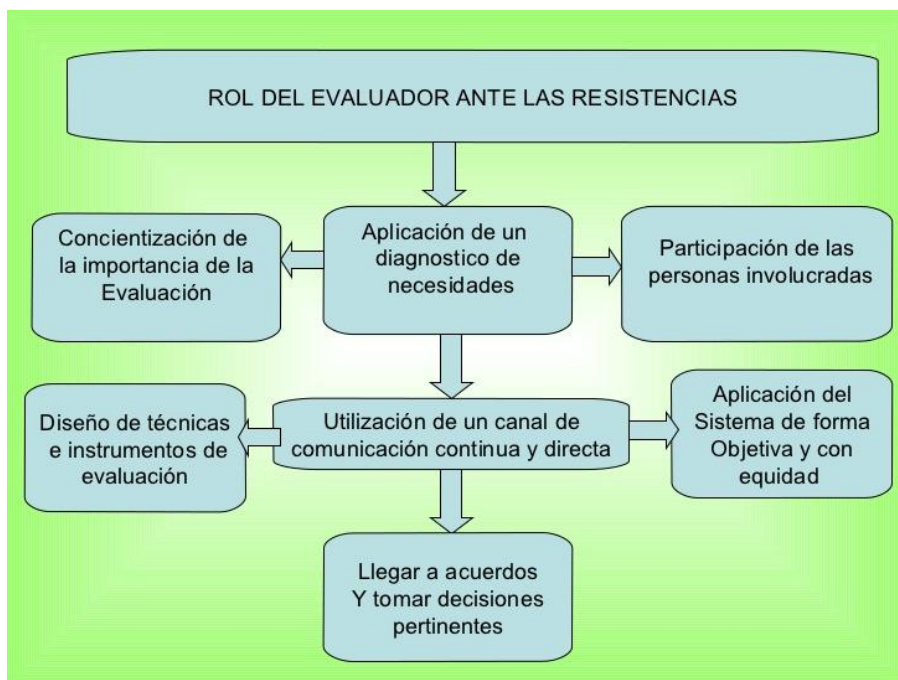 ROL DEL EVALUADOR ANTE LAS RESISTENCIAS
Concientización de
la importancia de la
Evaluación
Aplicación de un
diagnostico de
necesidades
Participación de las
personas involucradas
Diseño de técnicas
e instrumentos de
evaluación
Utilización de un canal de
comunicación continua y directa
Aplicación del
Sistema de forma
Objetiva y con
equidad
Llegar a acuerdos
Y tomar decisiones
pertinentes